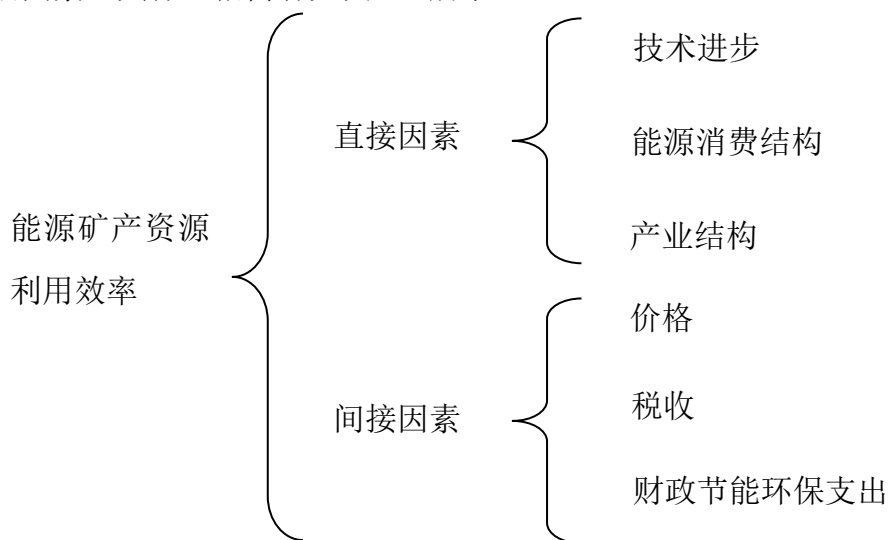 能源矿产资源
利用效率
直接因素
技术进步
能源消费结构
产业结构
间接因素
价格
税收
财政节能环保支出